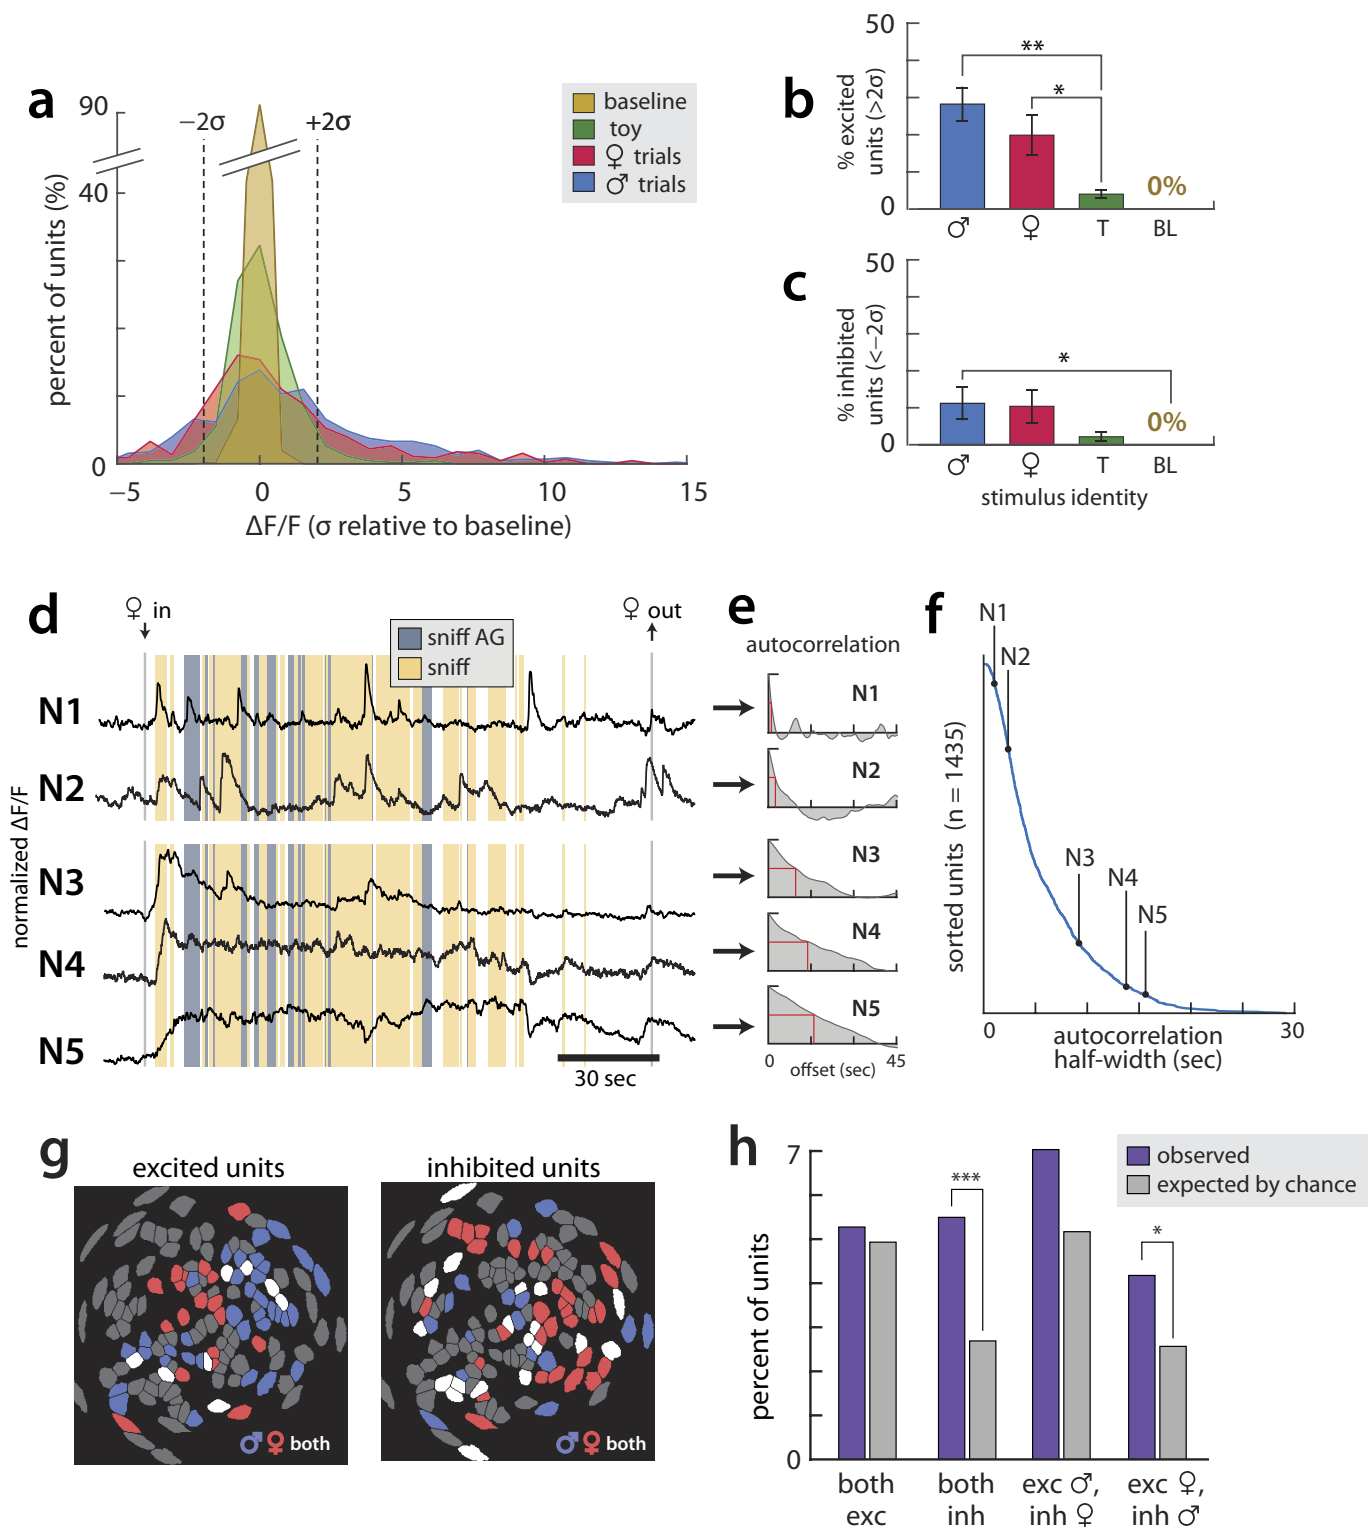 a
90
40
0
percent of units (%)
−2σ
+2σ
baseline
toy
♀ trials
♂ trials
−5
0
5
10
15
ΔF/F (σ relative to baseline)
b
50
0
% excited
units (>2σ)
**
*
0%
♂
♀
T
BL
c
50
0
% inhibited
units (<−2σ)
*
0%
♂
♀
T
BL
stimulus identity
d
♀ in
♀ out
sniff AG
sniff
normalized ΔF/F
N1
N2
N3
N4
N5
30 sec
e
autocorrelation
N1
N2
N3
N4
N5
0
45
offset (sec)
f
N1
N2
N3
N4
N5
sorted units (n = 1435)
0
30
autocorrelation
half-width (sec)
g
excited units
inhibited units
♂ ♀ both
♂ ♀ both
h
7
0
percent of units
observed
expected by chance
***
*
both
exc
both
inh
exc ♂,
inh ♀
exc ♀,
inh ♂